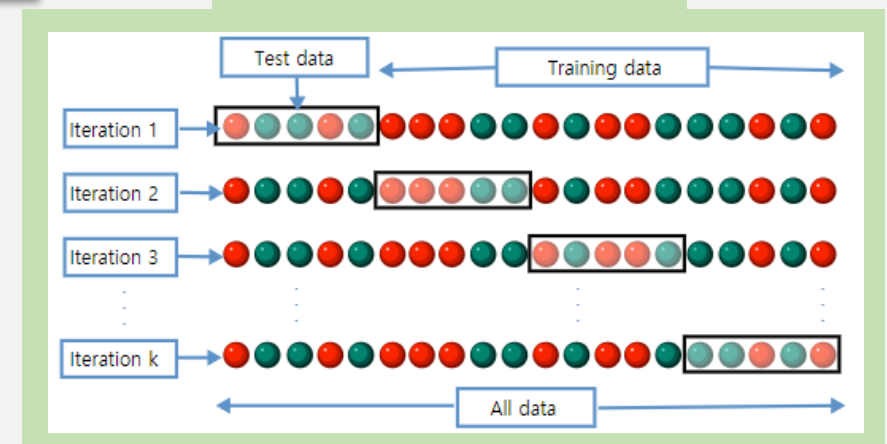 Test data
Training data
Iteration 1
Iteration 2
Iteration 3
Iteration k
All data